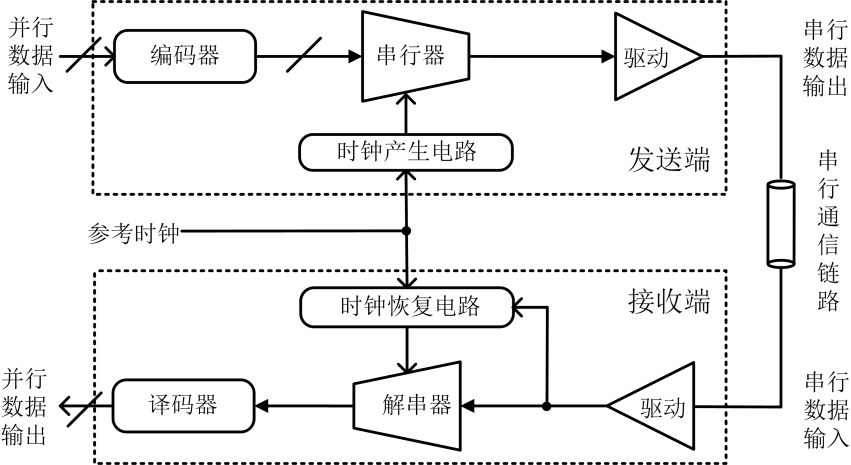 并行
数据
输入
编码器
串行器
驱动
串行
数据
输出
时钟产生电路
发送端
参考时钟
串
行
通
信
链
路
时钟恢复电路
接收端
并行
数据
输出
译码器
解串器
驱动
串行
数据
输入